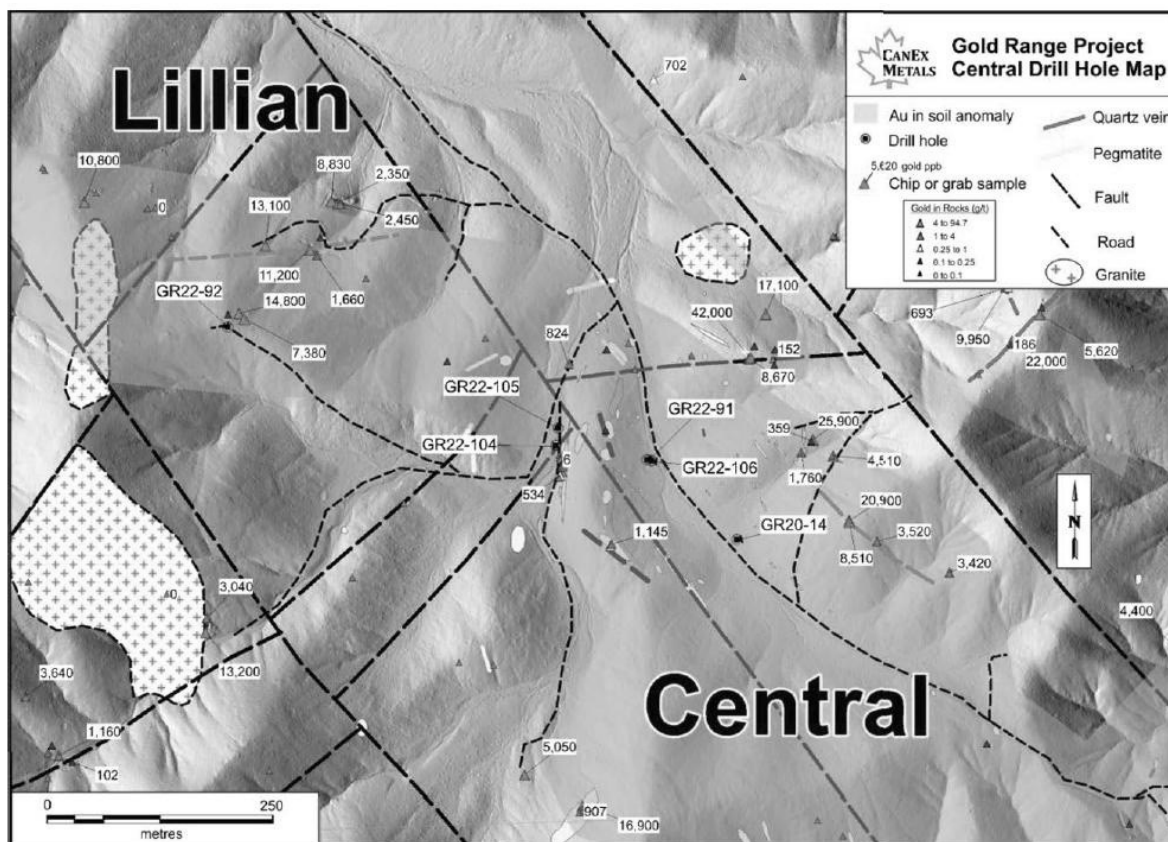 Lillian
702
CANEX
METALS
Gold Range Project
Central Drill Hole Map
Au in soil anomaly
Drill hole
5,620 gold ppb
Chip or grab sample
Gold in Rocks (g/t)
4 to 94.7
1 to 4
0.25 to 1
0.1 to 0.25
0 to 0.1
Quartz vein
Pegmatite
Fault
Road
Granite
10,800
0
8,830
2,350
2,450
13,100
11,200
1,660
GR22-92
14,800
7,380
824
GR22-105
GR22-104
6
534
17,100
42,000
152
8,670
GR22-91
GR22-106
693
9,950
186
22,000
5,620
359
25,900
4,510
1,760
GR20-14
20,900
8,510
3,520
3,420
N
4,400
1,145
0
3,040
13,200
3,640
1,160
102
Central
5,050
907
16,900
0 250
metres